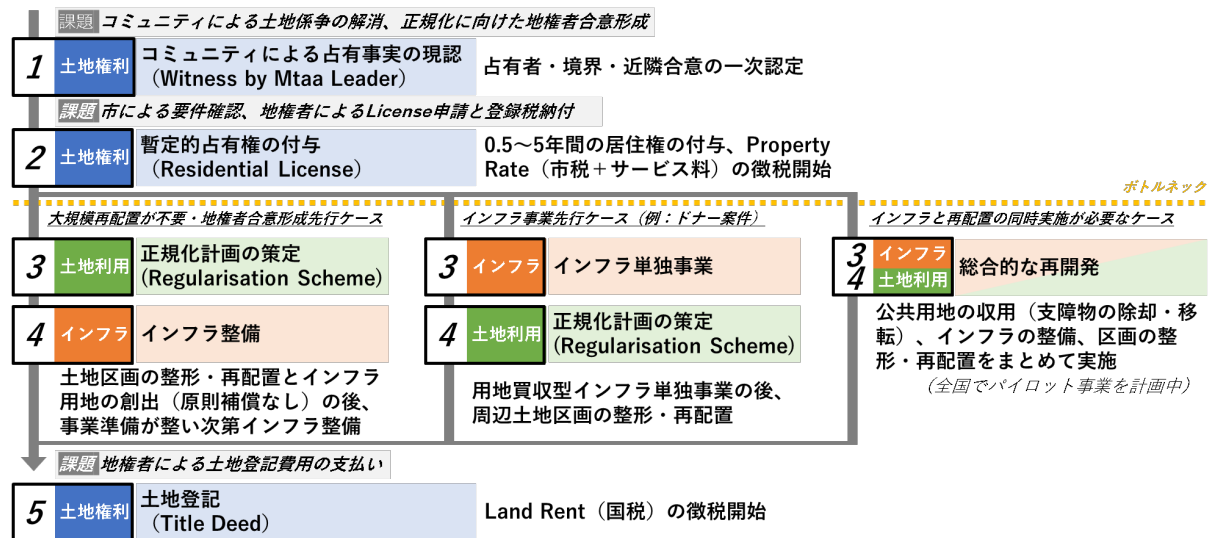 課題 コミュニティによる土地係争の解消、正規化に向けた地権者合意形成
1 土地権利 コミュニティによる占有事実の現認
（Witness by Mtaa Leader）
占有者・境界・近隣合意の一次認定
課題 市による要件確認、地権者によるLicense申請と登録税納付
2 土地権利 暫定的占有権の付与
（Residential License）
0.5～5年間の居住権の付与、Property
Rate（市税＋サービス料）の徴税開始
ボトルネック
大規模再配置が不要・地権者合意形成先行ケース
3 土地利用 正規化計画の策定
(Regularisation Scheme)
4 インフラ インフラ整備
土地区画の整形・再配置とインフラ
用地の創出（原則補償なし）の後、
事業準備が整い次第インフラ整備
インフラ事業先行ケース（例：ドナー案件）
3 インフラ インフラ単独事業
4 土地利用 正規化計画の策定
(Regularisation Scheme)
用地買収型インフラ単独事業の後、
周辺土地区画の整形・再配置
インフラと再配置の同時実施が必要なケース
3 インフラ
4 土地利用
総合的な再開発
公共用地の収用（支障物の除却・移
転）、インフラの整備、区画の整
形・再配置をまとめて実施
（全国でパイロット事業を計画中）
課題 地権者による土地登記費用の支払い
5 土地権利 土地登記
（Title Deed）
Land Rent（国税）の徴税開始